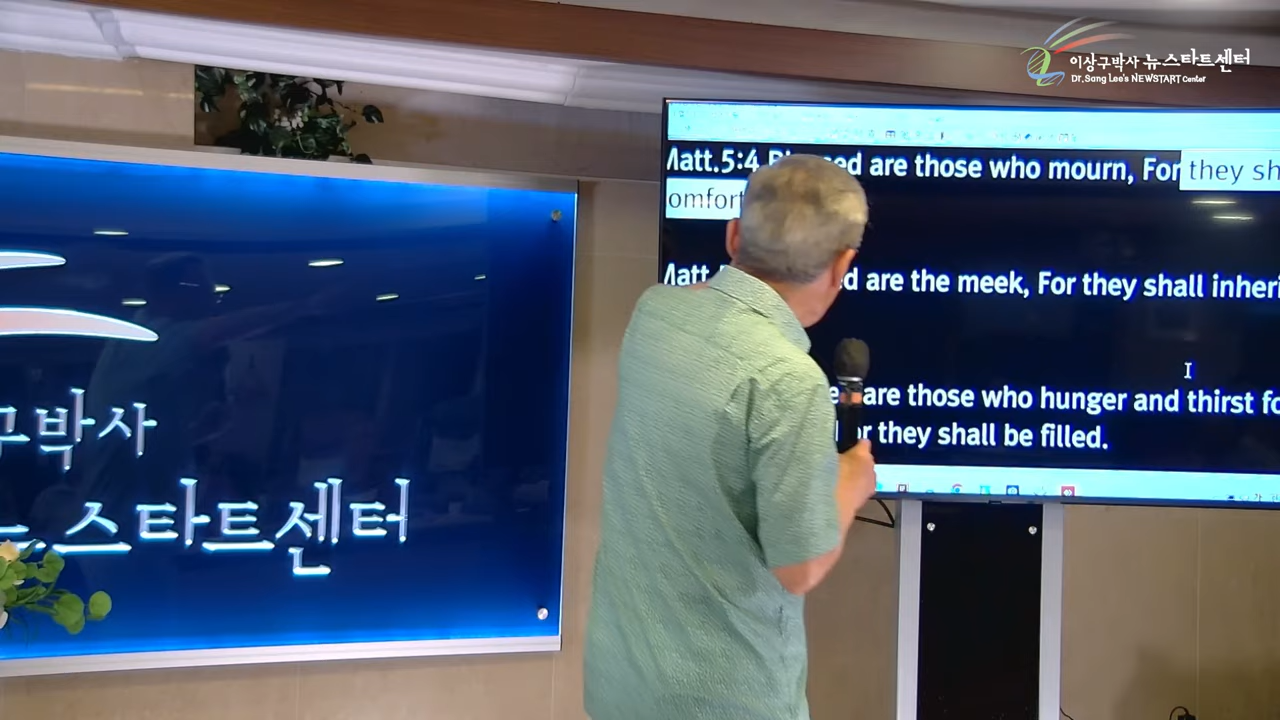 이상구박사 뉴스타트센터
Dr.Sang Lee's NEWSTART Center
Matt.5:4 Blessed are those who mourn, For they sh
omfort
Matt.
ed are the meek, For they shall inheri
are those who hunger and thirst fo
or they shall be filled.
구박사
스타트센터